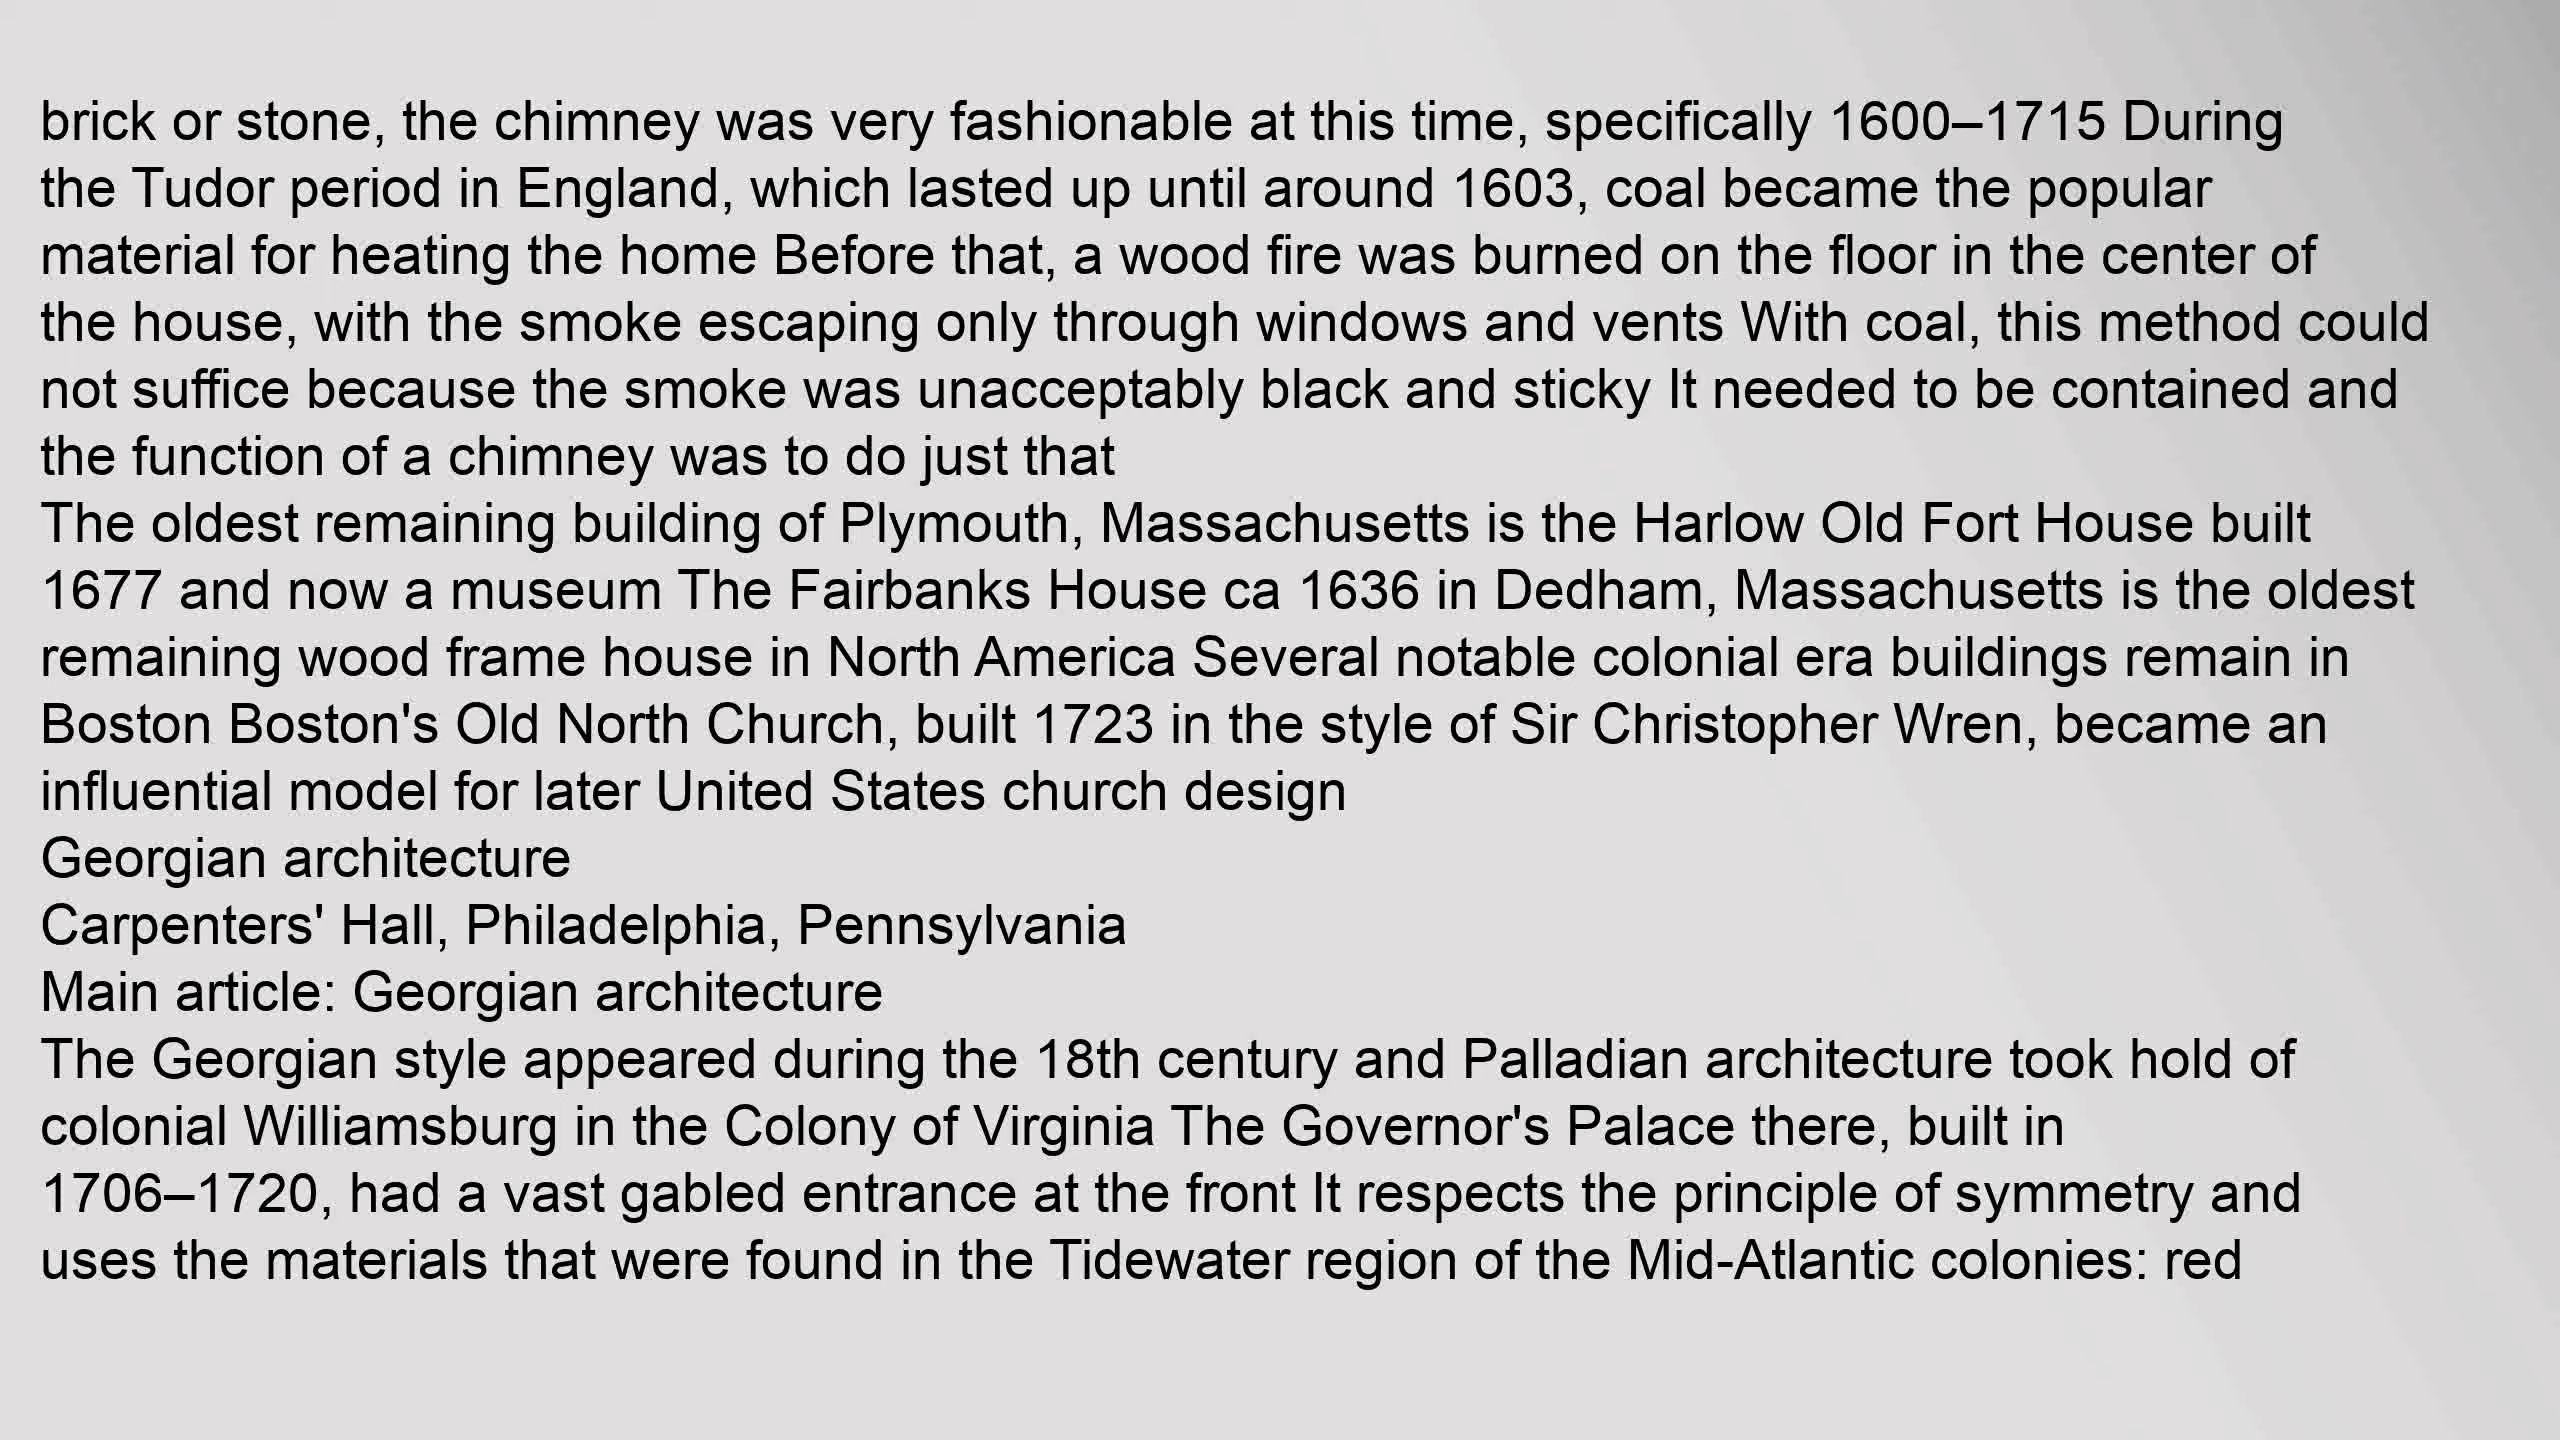 brick or stone, the chimney was very fashionable at this time, specifically 1600–1715 During
the Tudor period in England, which lasted up until around 1603, coal became the popular
material for heating the home Before that, a wood fire was burned on the floor in the center of
the house, with the smoke escaping only through windows and vents With coal, this method could
not suffice because the smoke was unacceptably black and sticky It needed to be contained and
the function of a chimney was to do just that
The oldest remaining building of Plymouth, Massachusetts is the Harlow Old Fort House built
1677 and now a museum The Fairbanks House ca 1636 in Dedham, Massachusetts is the oldest
remaining wood frame house in North America Several notable colonial era buildings remain in
Boston Boston's Old North Church, built 1723 in the style of Sir Christopher Wren, became an
influential model for later United States church design
Georgian architecture
Carpenters' Hall, Philadelphia, Pennsylvania
Main article: Georgian architecture
The Georgian style appeared during the 18th century and Palladian architecture took hold of
colonial Williamsburg in the Colony of Virginia The Governor's Palace there, built in
1706–1720, had a vast gabled entrance at the front It respects the principle of symmetry and
uses the materials that were found in the Tidewater region of the Mid-Atlantic colonies: red